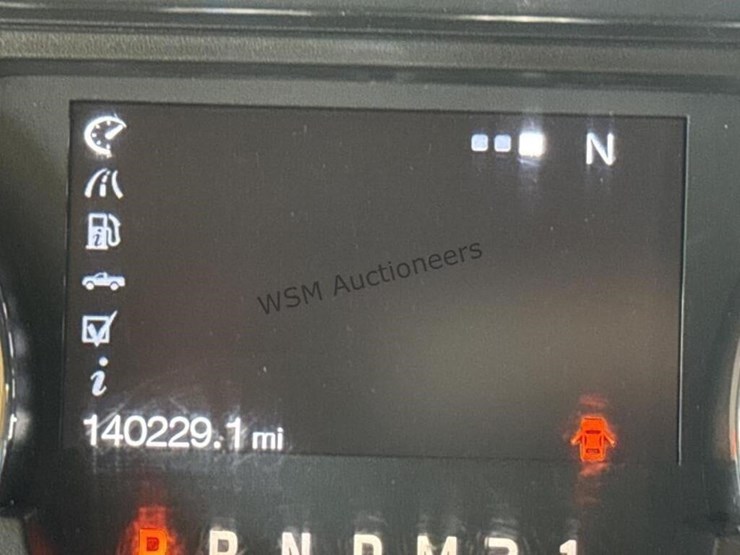 N
WSM Auctioneers
140229.1 mi
P R N D M 2 1